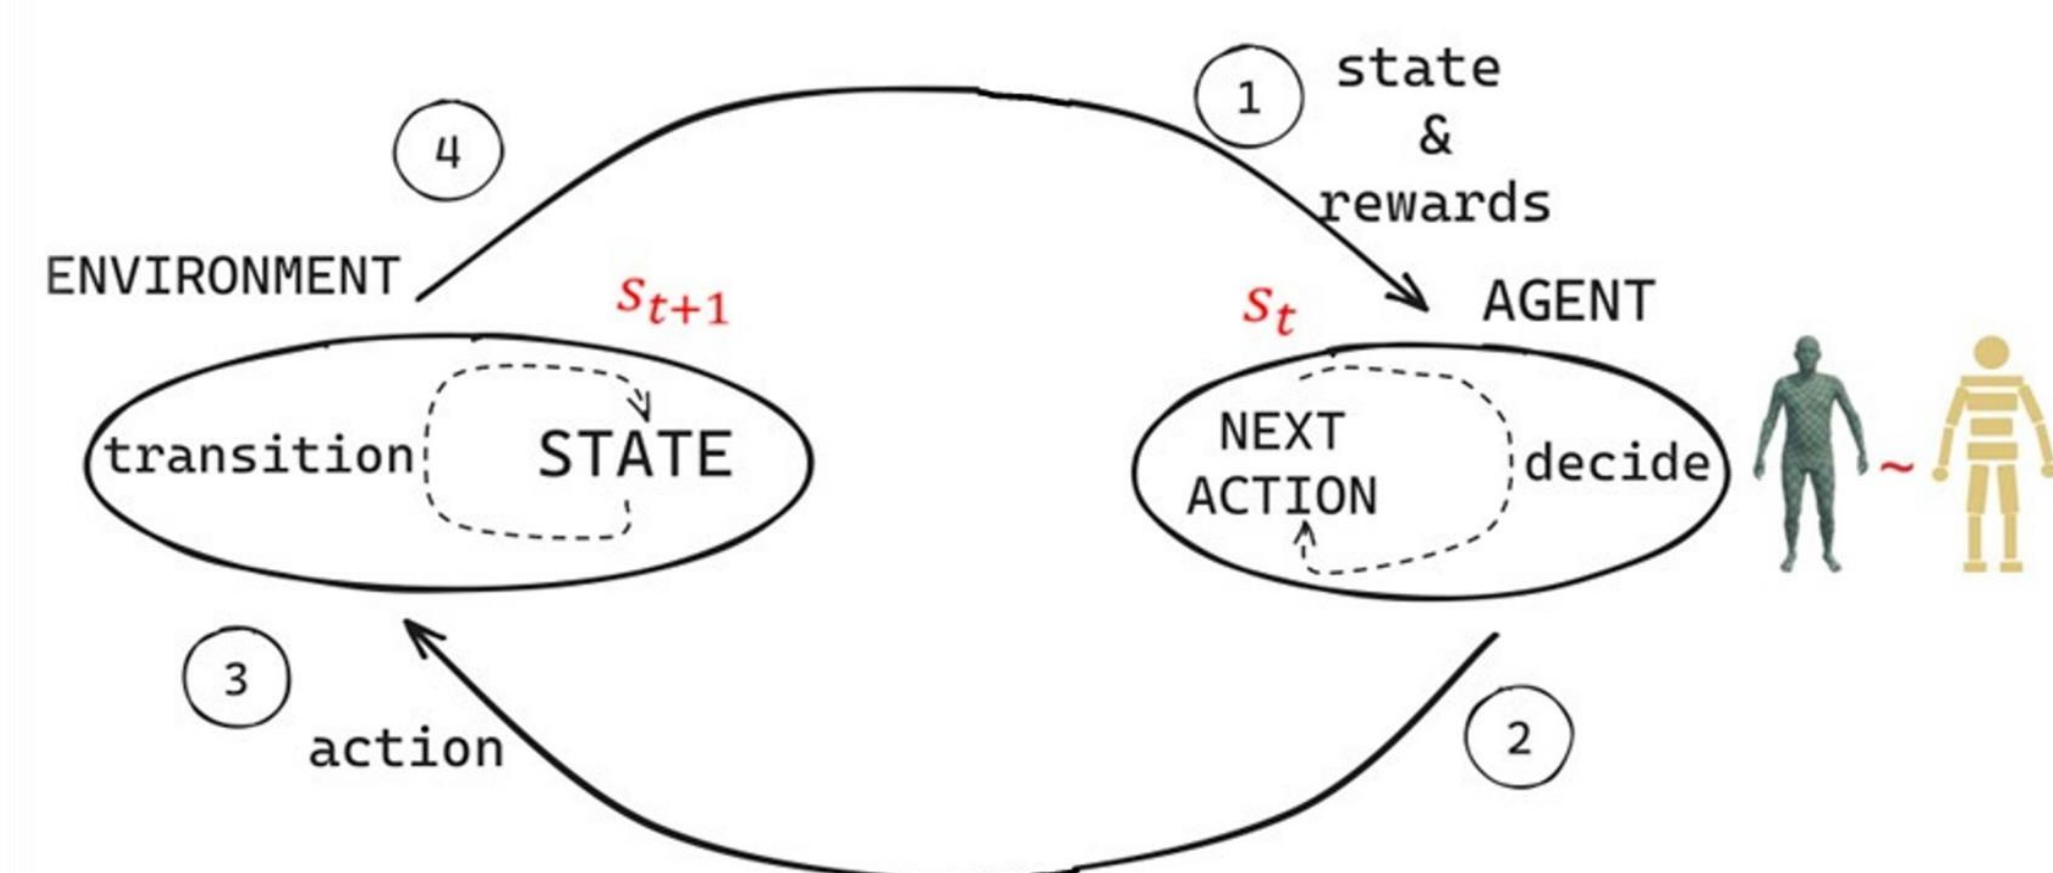 1
state
&
rewards
4
ENVIRONMENT
s_{t+1}
s_t
AGENT
transition
STATE
NEXT
ACTION
decide
~
3
action
2